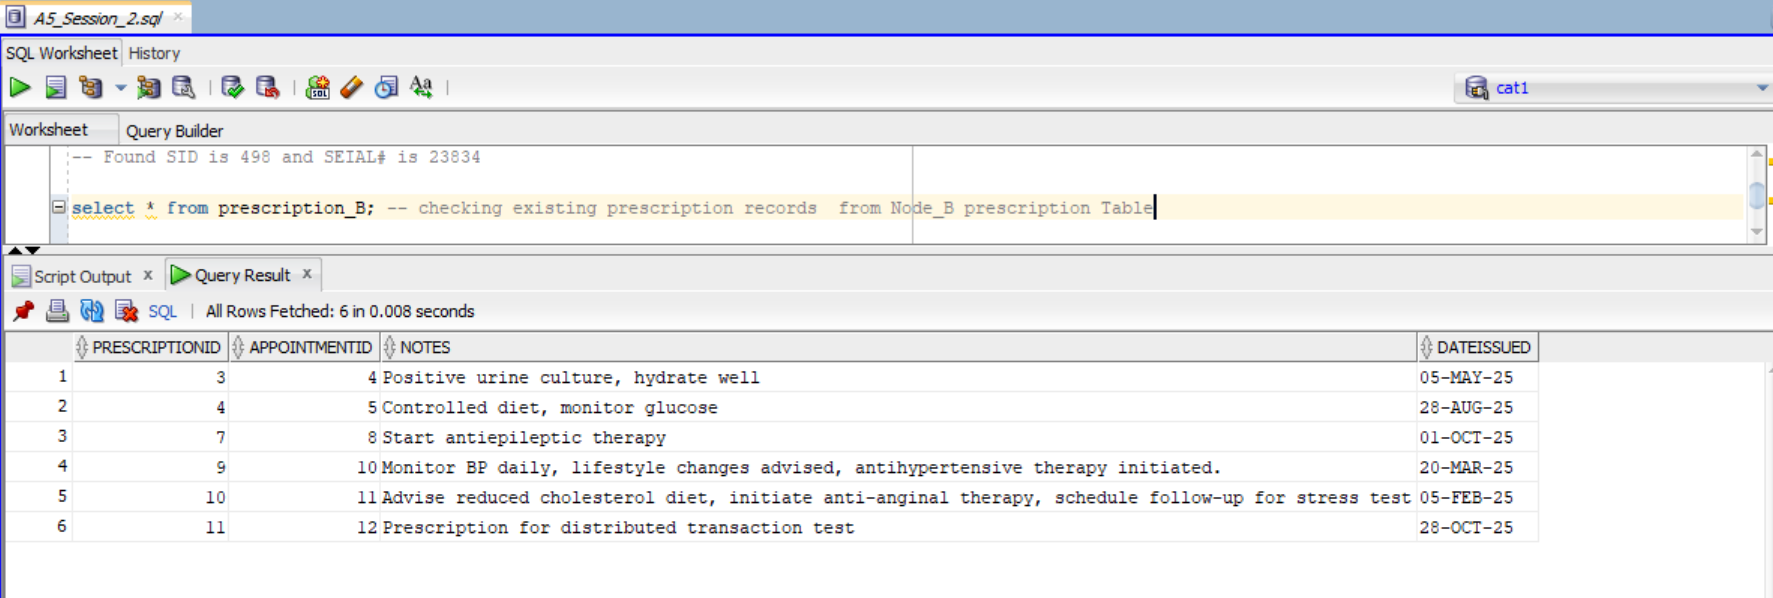 A5_Session_2.sql
SQL Worksheet History
cat1
Worksheet Query Builder
-- Found SID is 498 and SEIAL# is 23834
select * from prescription_B; -- checking existing prescription records  from Node_B prescription Table
Script Output x Query Result x
SQL | All Rows Fetched: 6 in 0.008 seconds
PRESCRIPTIONID APPOINTMENTID NOTES DATEISSUED
1 3 4 Positive urine culture, hydrate well 05-MAY-25
2 4 5 Controlled diet, monitor glucose 28-AUG-25
3 7 8 Start antiepileptic therapy 01-OCT-25
4 9 10 Monitor BP daily, lifestyle changes advised, antihypertensive therapy initiated. 20-MAR-25
5 10 11 Advise reduced cholesterol diet, initiate anti-anginal therapy, schedule follow-up for stress test 05-FEB-25
6 11 12 Prescription for distributed transaction test 28-OCT-25